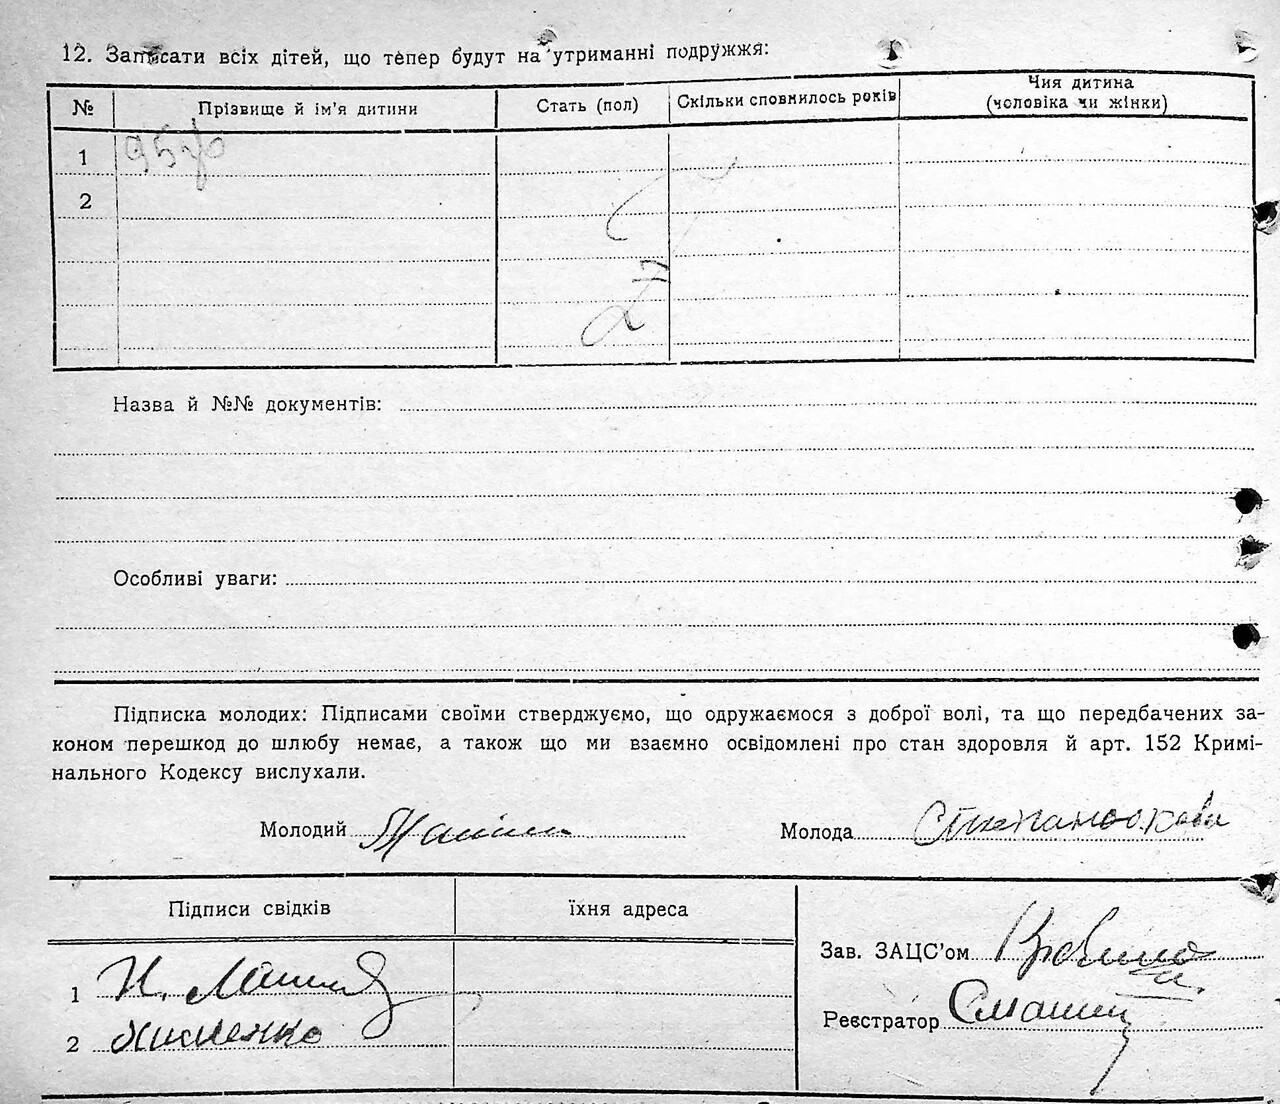 12. Записати всіх дітей, що тепер будут на утриманні подружжя:
№ Прізвище й ім'я дитини Стать (пол) Скільки сповнилось років Чия дитина (чоловіка чи жінки)
1
2
Назва й №№ документів:
Особливі уваги:
Підписка молодих: Підписами своїми стверджуємо, що одружаємося з доброї волі, та що передбачених за-
коном перешкод до шлюбу немає, а також що ми взаємно освідомлені про стан здоровля й арт. 152 Кримі-
нального Кодексу вислухали.
Молодий Молода
Підписи свідків їхня адреса
Зав. ЗАЦС'ом
1
Реєстратор
2